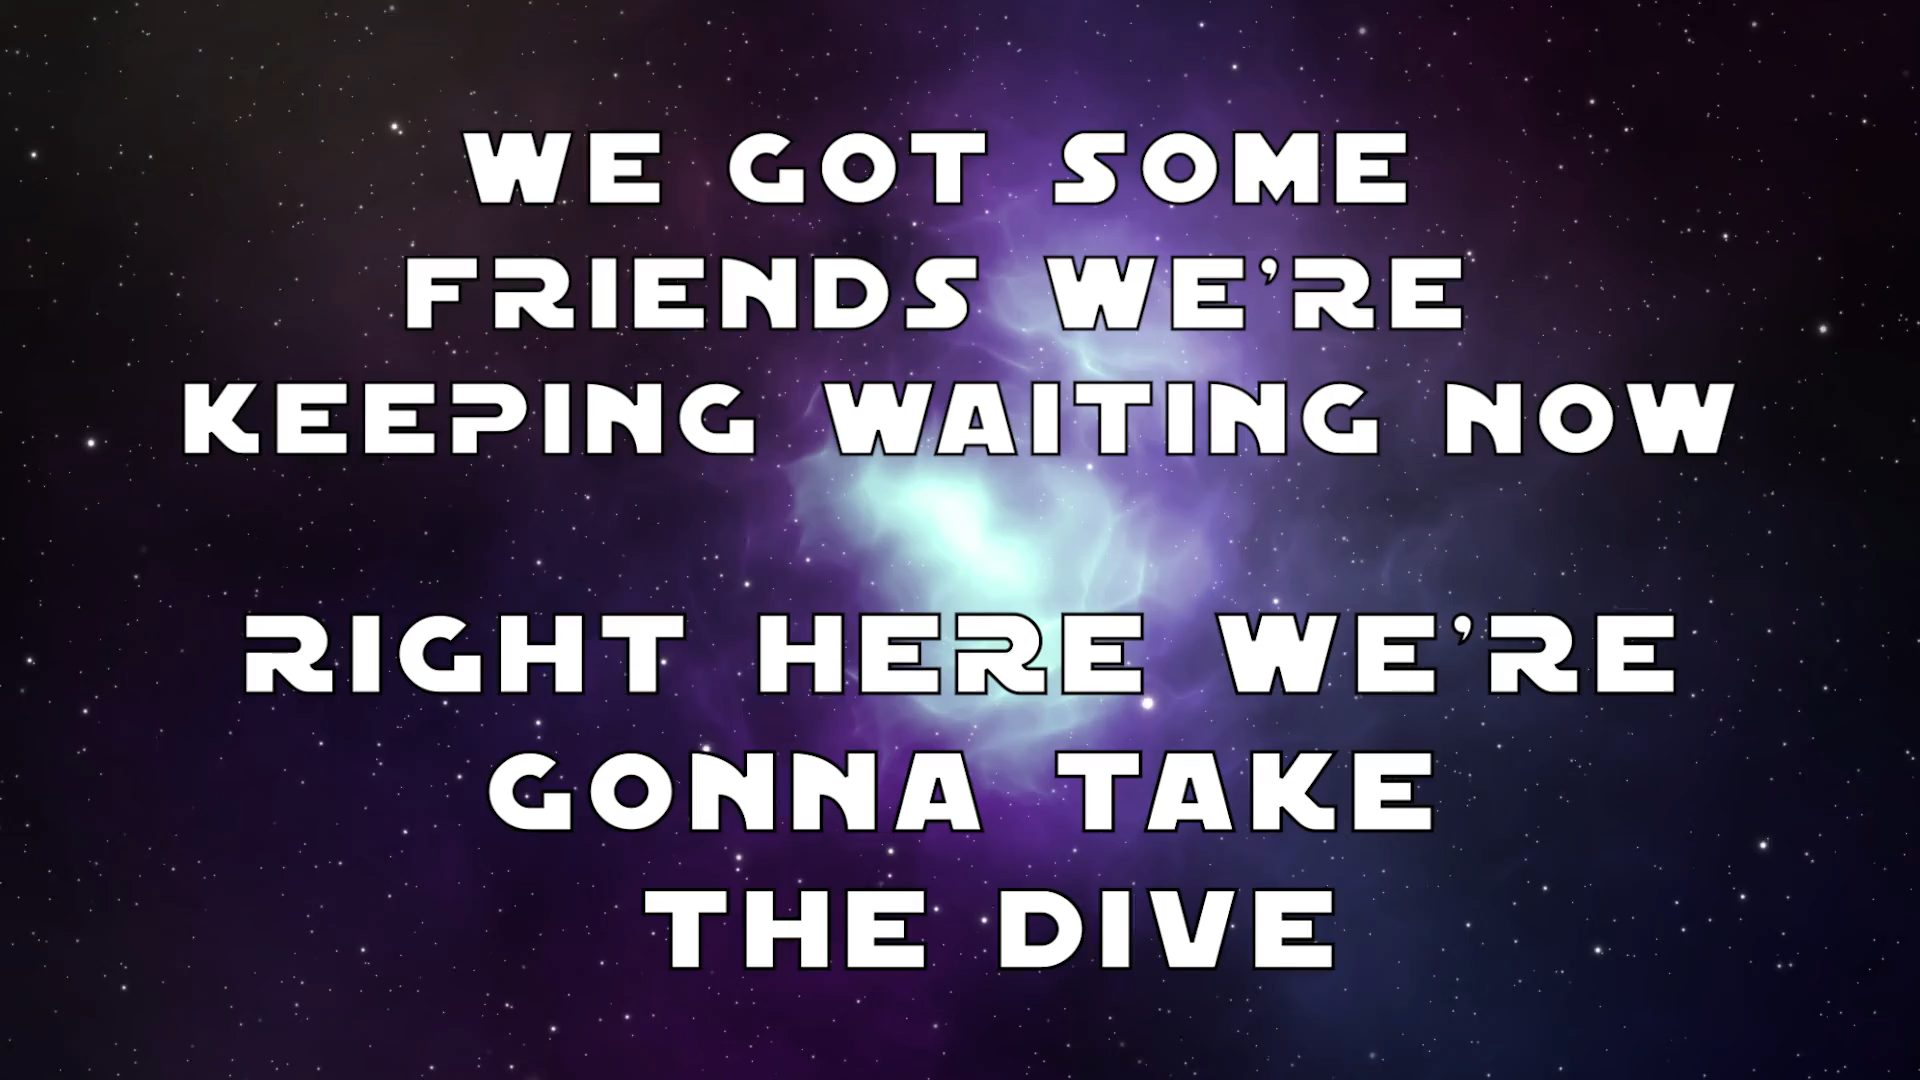 WE GOT SOME
FRIENDS WE'RE
KEEPING WAITING NOW
RIGHT HERE WE'RE
GONNA TAKE
THE DIVE